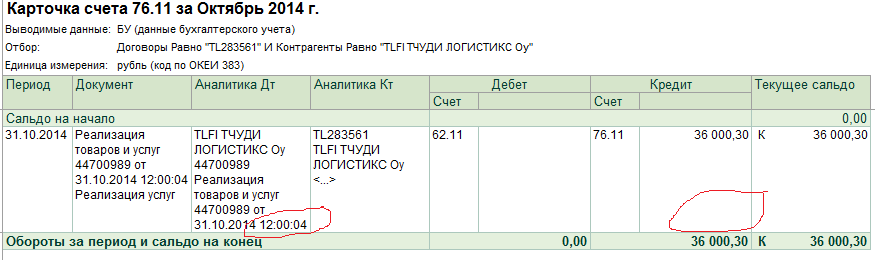 Карточка счета 76.11 за Октябрь 2014 г.
Выводимые данные: БУ (данные бухгалтерского учета)
Отбор: Договоры Равно "TL283561" И Контрагенты Равно "TLFI ТЧУДИ ЛОГИСТИКС Оу"
Единица измерения: рубль (код по ОКЕИ 383)
Период Документ Аналитика Дт Аналитика Кт Дебет Кредит Текущее сальдо
Счет Счет
Сальдо на начало 0,00
31.10.2014 Реализация TLFI ТЧУДИ TL283561 62.11 76.11 36 000,30 К 36 000,30
товаров и услуг ЛОГИСТИКС Оу TLFI ТЧУДИ
44700989 от 44700989 ЛОГИСТИКС Оу
31.10.2014 12:00:04 Реализация <...>
Реализация услуг товаров и услуг
44700989 от
31.10.2014 12:00:04
Обороты за период и сальдо на конец 0,00 36 000,30 К 36 000,30